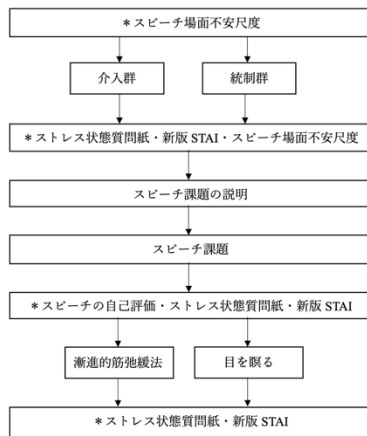 ＊スピーチ場面不安尺度
介入群
統制群
＊ストレス状態質問紙・新版 STAI・スピーチ場面不安尺度
スピーチ課題の説明
スピーチ課題
＊スピーチの自己評価・ストレス状態質問紙・新版 STAI
漸進的筋弛緩法
目を瞑る
＊ストレス状態質問紙・新版 STAI